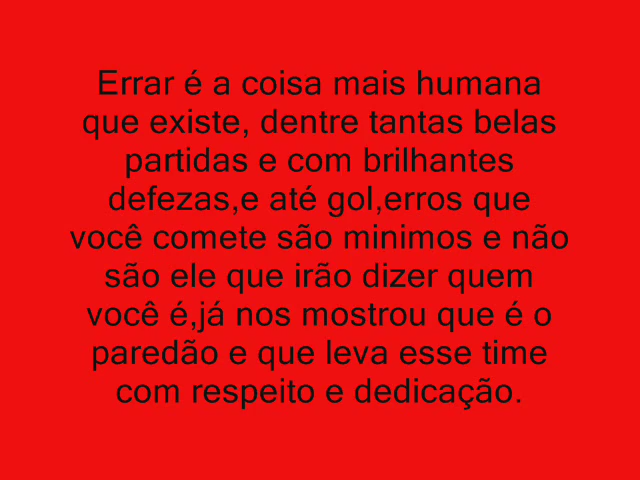 Errar é a coisa mais humana
que existe, dentre tantas belas
partidas e com brilhantes
defezas,e até gol,erros que
você comete são minimos e não
são ele que irão dizer quem
você é,já nos mostrou que é o
paredão e que leva esse time
com respeito e dedicação.